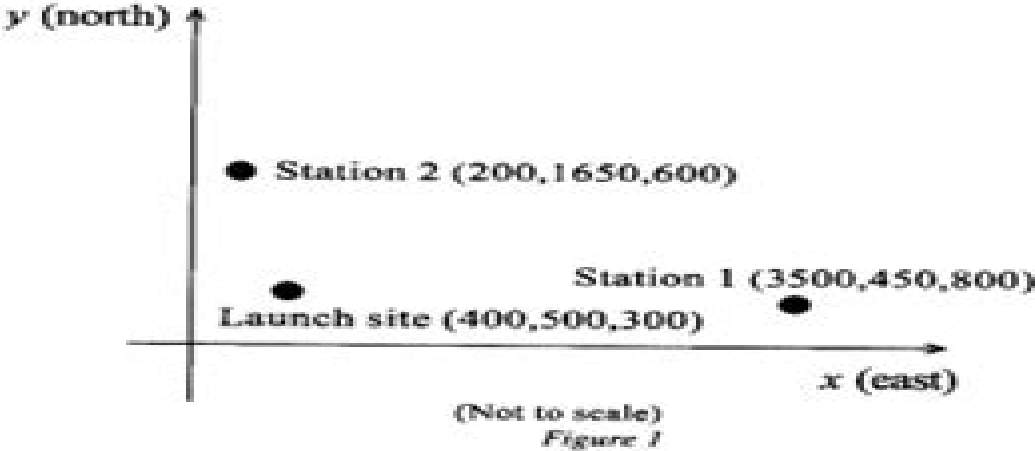 y (north)
Station 2 (200,1650,600)
Station 1 (3500,450,800)
Launch site (400,500,300)
x (east)
(Not to scale)
Figure 1